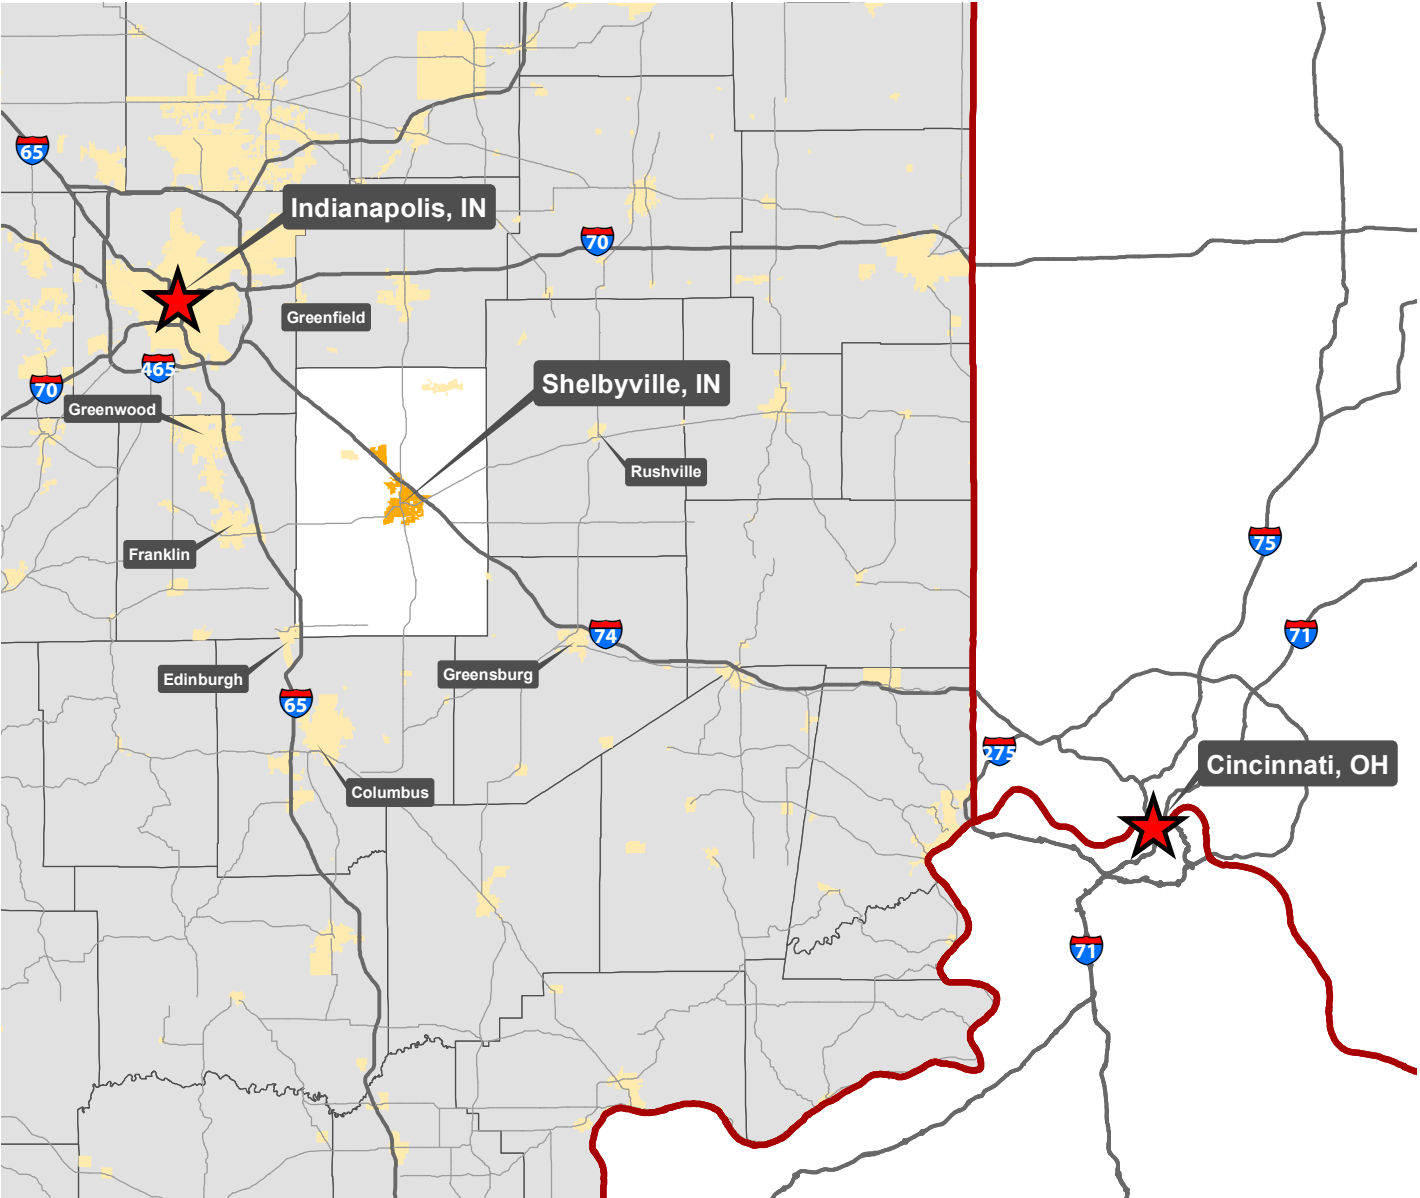 65
Indianapolis, IN
70
Greenfield
465
70
Shelbyville, IN
Greenwood
Rushville
Franklin
75
74
71
Edinburgh
Greensburg
65
275
Cincinnati, OH
Columbus
71